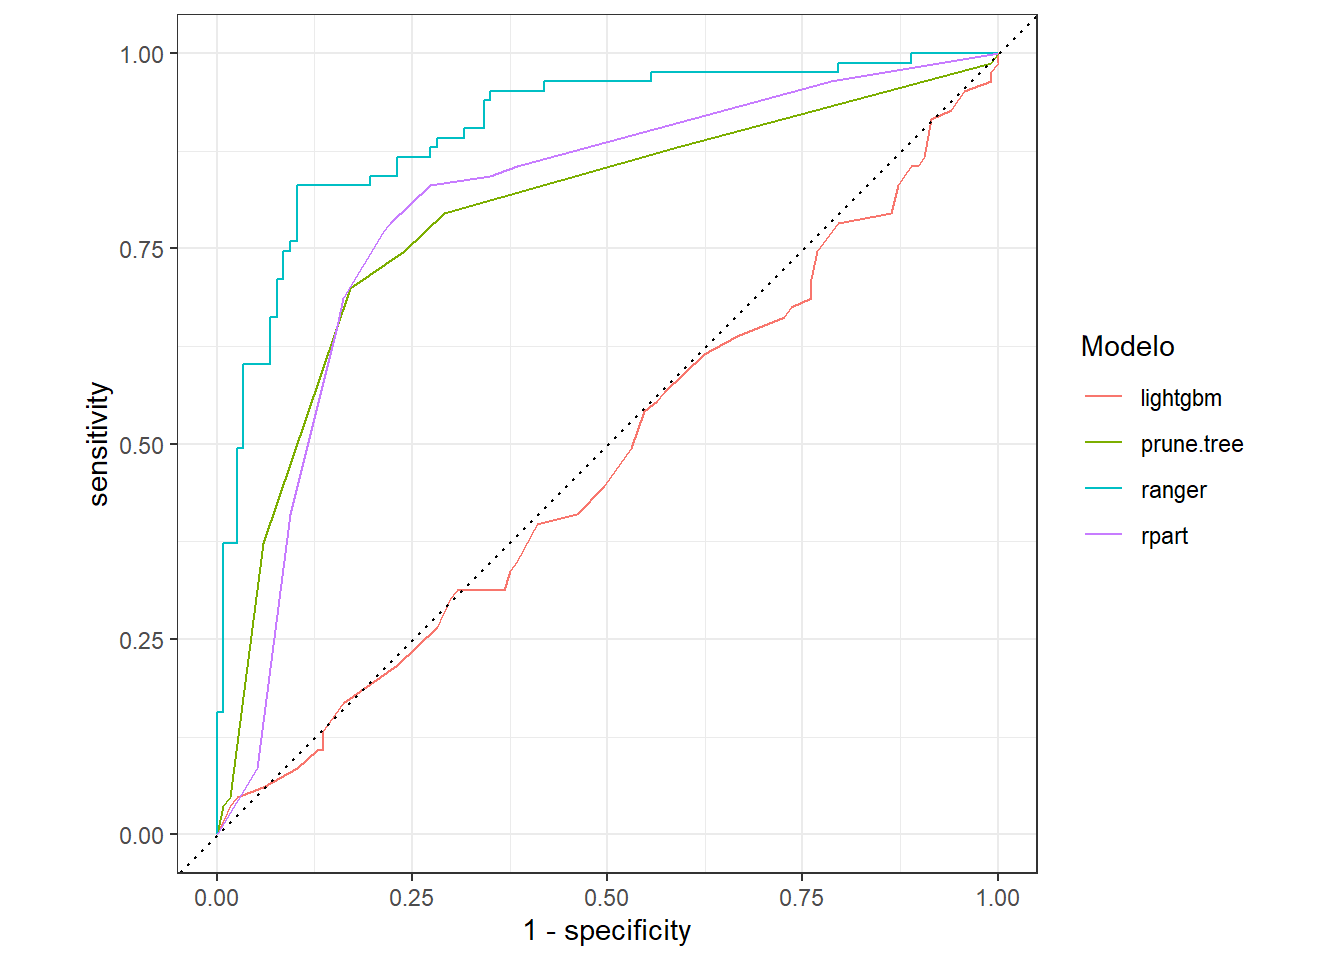 1.00
0.75
0.50
0.25
0.00
sensitivity
0.00 0.25 0.50 0.75 1.00
1 - specificity
Modelo
lightgbm
prune.tree
ranger
rpart